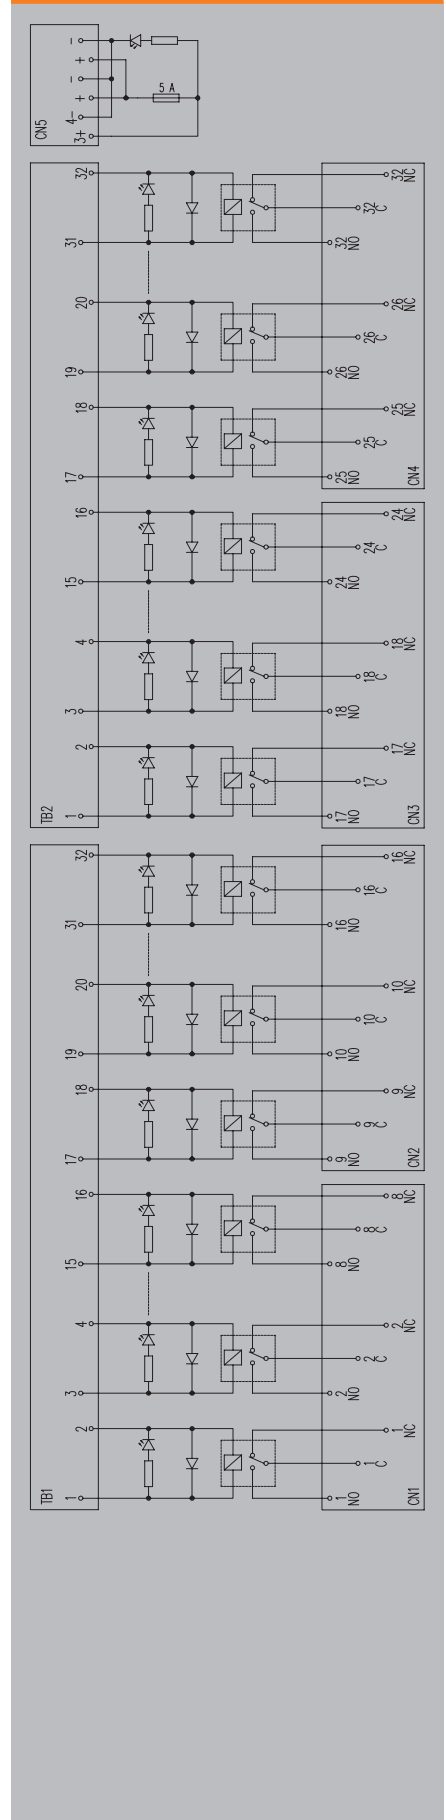 TB1
1 2 3 4 15 16 17 18 19 20 31 32
TB2
1 2 3 4 15 16 17 18 19 20 31 32
CN5
3+ 4- + - + -
5 A
1 NO 1 C 1 NC
2 NO 2 C 2 NC
8 NO 8 C 8 NC
CN1
9 NO 9 C 9 NC
10 NO 10 C 10 NC
16 NO 16 C 16 NC
CN2
17 NO 17 C 17 NC
18 NO 18 C 18 NC
24 NO 24 C 24 NC
CN3
25 NO 25 C 25 NC
26 NO 26 C 26 NC
32 NO 32 C 32 NC
CN4